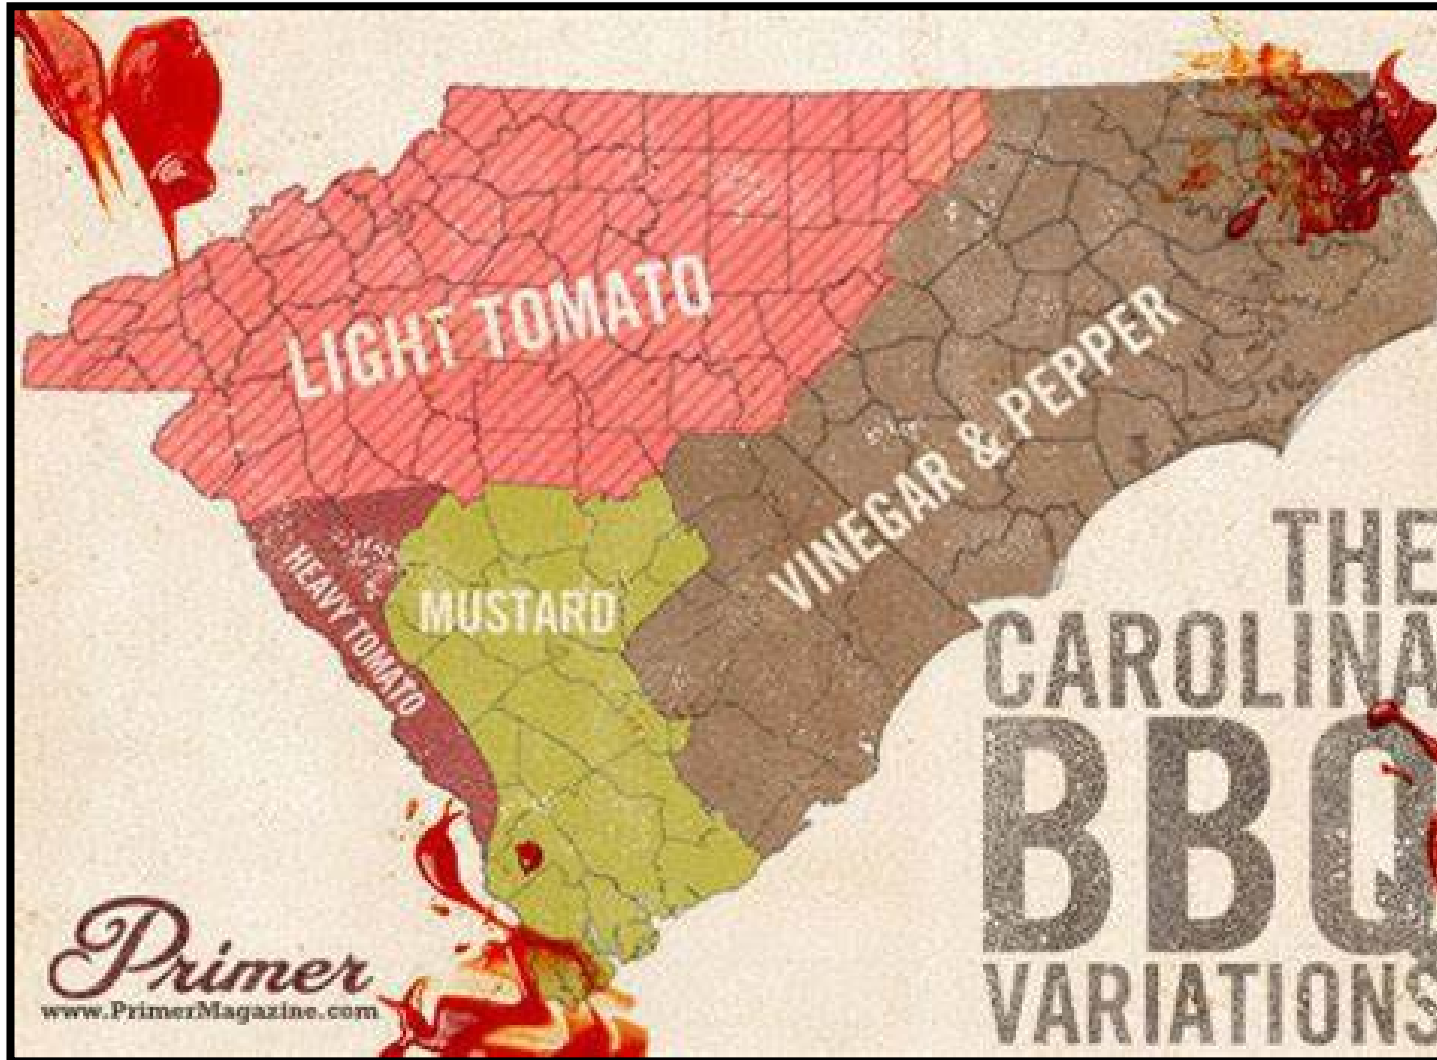 LIGHT TOMATO
VINEGAR & PEPPER
HEAVY TOMATO
MUSTARD
THE
CAROLINA
BBQ
VARIATIONS
Primer
www.PrimerMagazine.com